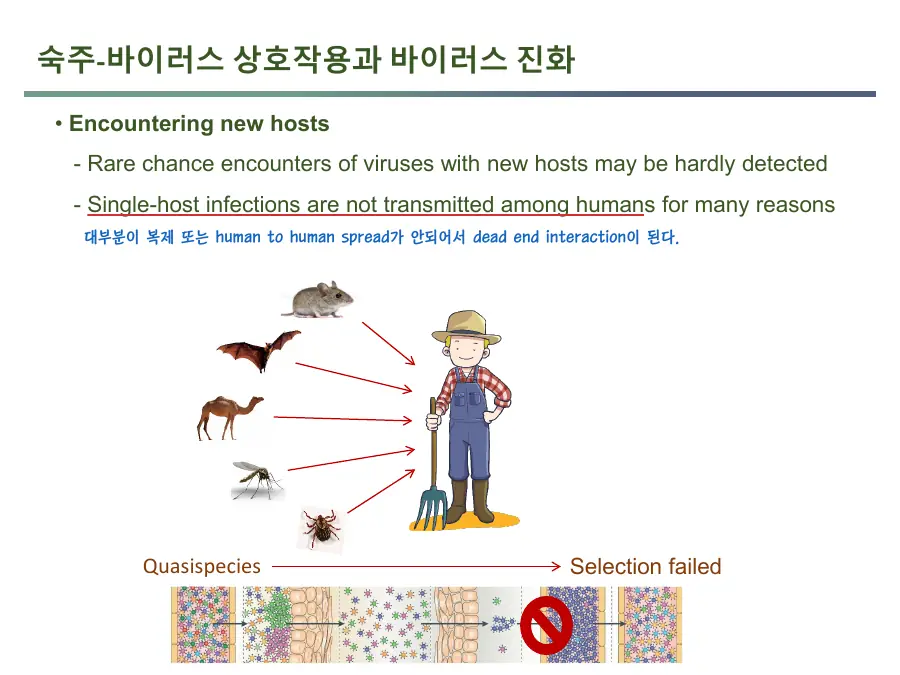 숙주-바이러스 상호작용과 바이러스 진화
• Encountering new hosts
- Rare chance encounters of viruses with new hosts may be hardly detected
- Single-host infections are not transmitted among humans for many reasons
대부분이 복제 또는 human to human spread가 안되어서 dead end interaction이 된다.
Quasispecies
Selection failed